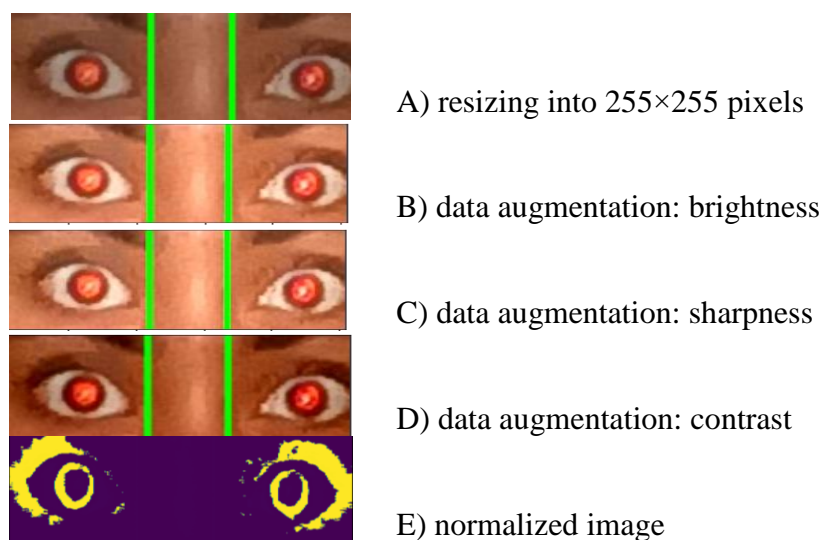 A) resizing into 255×255 pixels
B) data augmentation: brightness
C) data augmentation: sharpness
D) data augmentation: contrast
E) normalized image